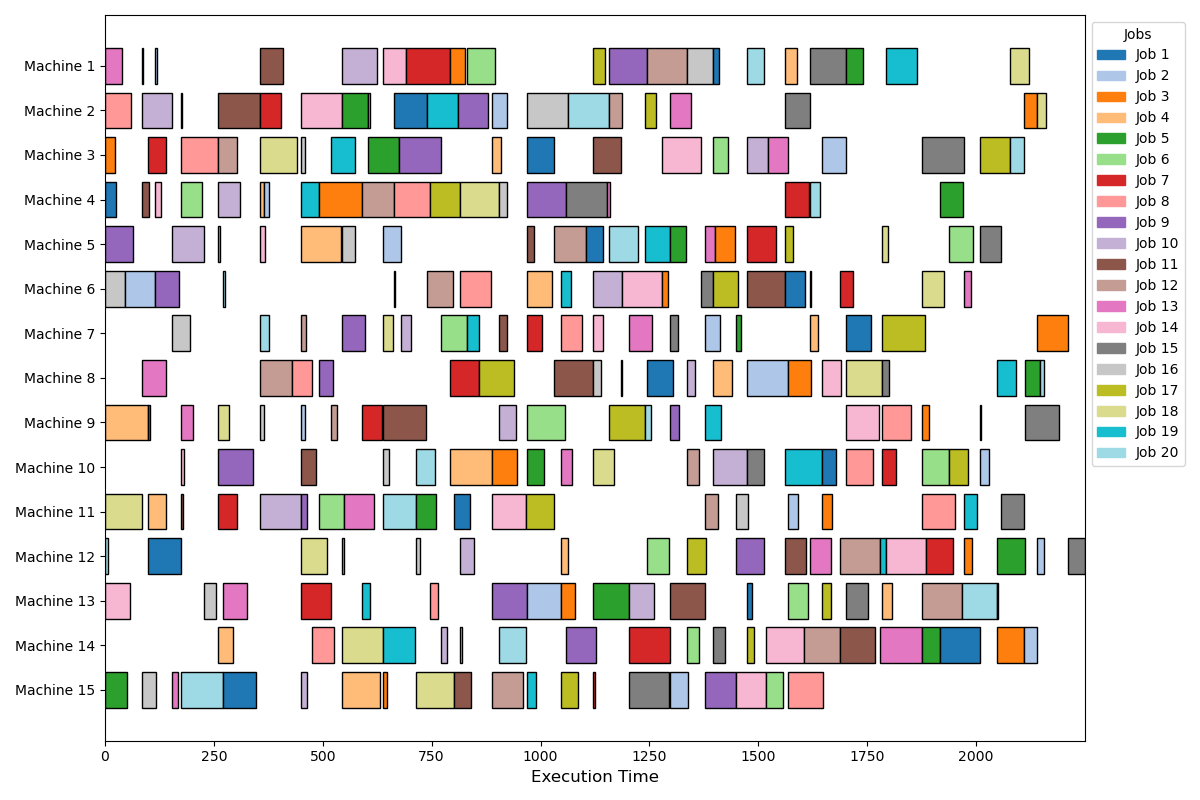 Machine 1
Machine 2
Machine 3
Machine 4
Machine 5
Machine 6
Machine 7
Machine 8
Machine 9
Machine 10
Machine 11
Machine 12
Machine 13
Machine 14
Machine 15
0 250 500 750 1000 1250 1500 1750 2000
Execution Time
Jobs
Job 1
Job 2
Job 3
Job 4
Job 5
Job 6
Job 7
Job 8
Job 9
Job 10
Job 11
Job 12
Job 13
Job 14
Job 15
Job 16
Job 17
Job 18
Job 19
Job 20